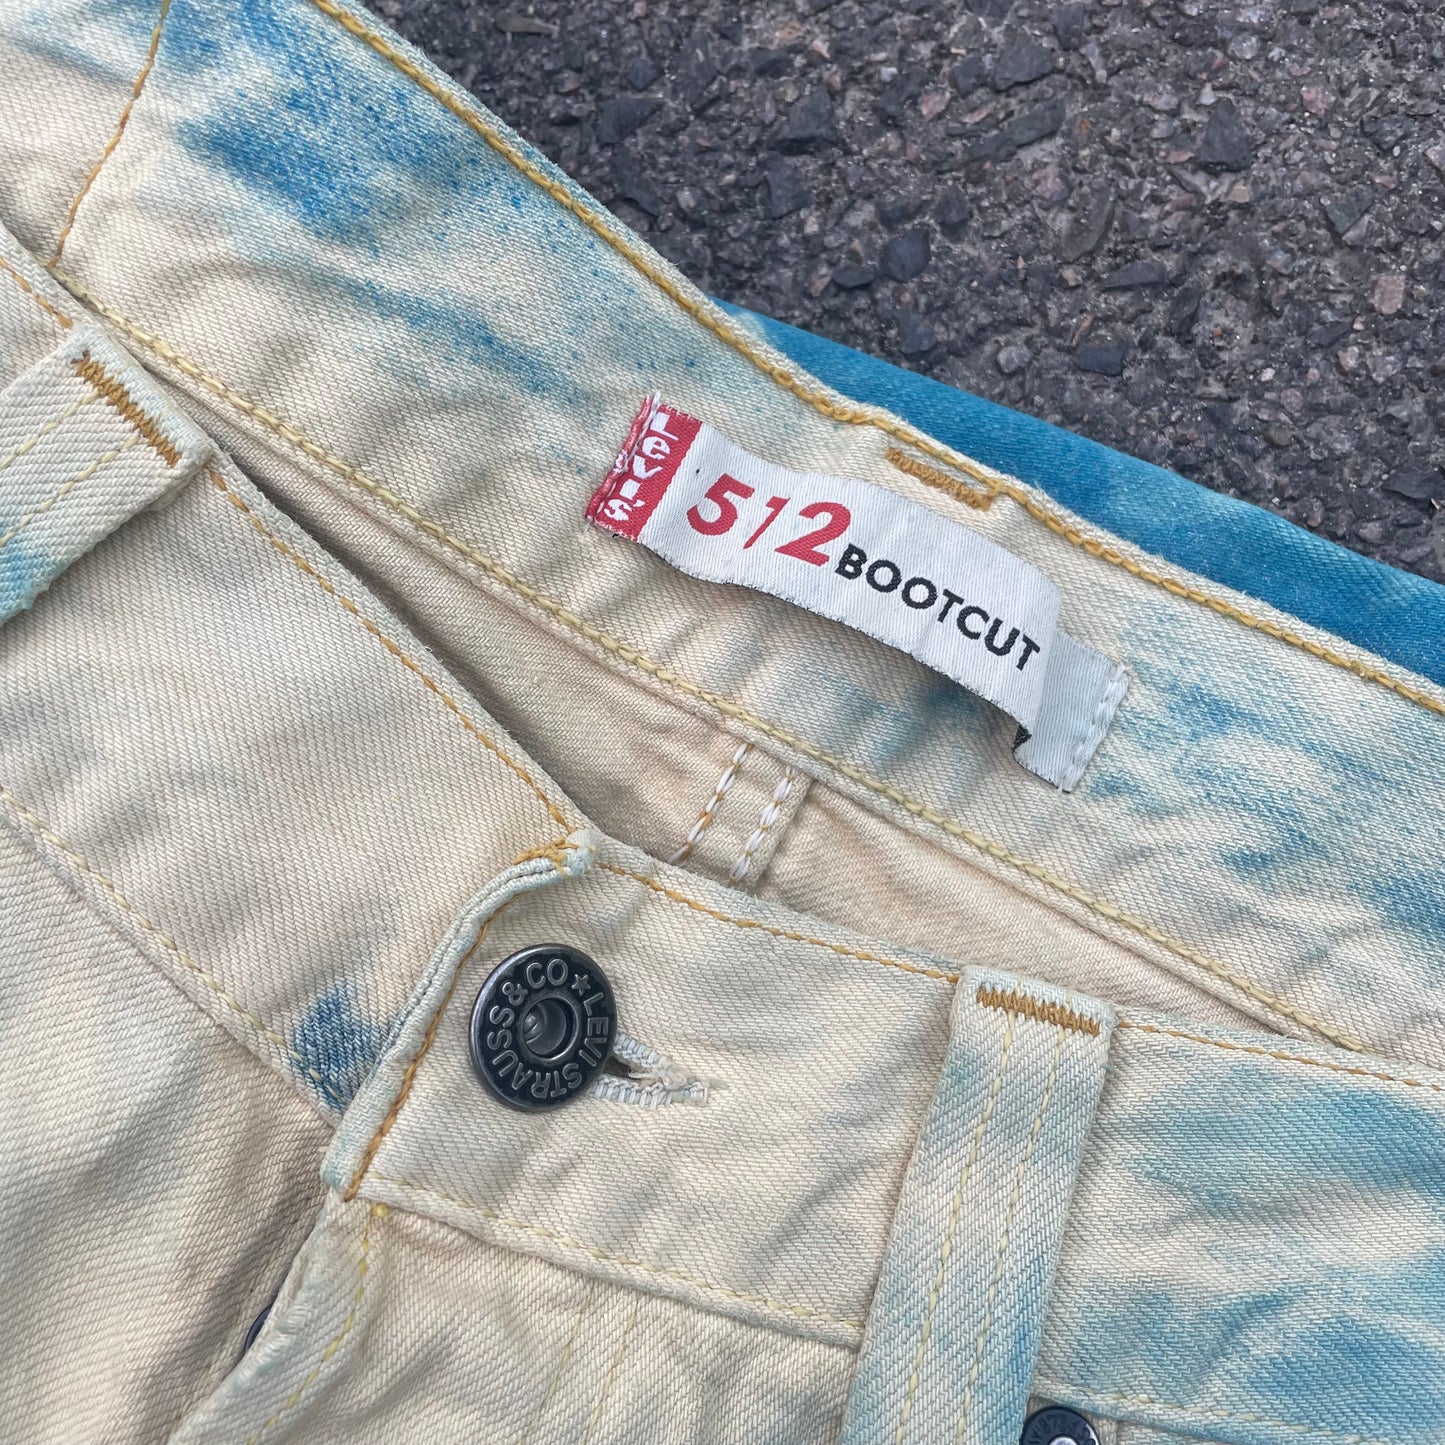 Levi's
512 BOOTCUT
LEVI STRAUSS & CO ★